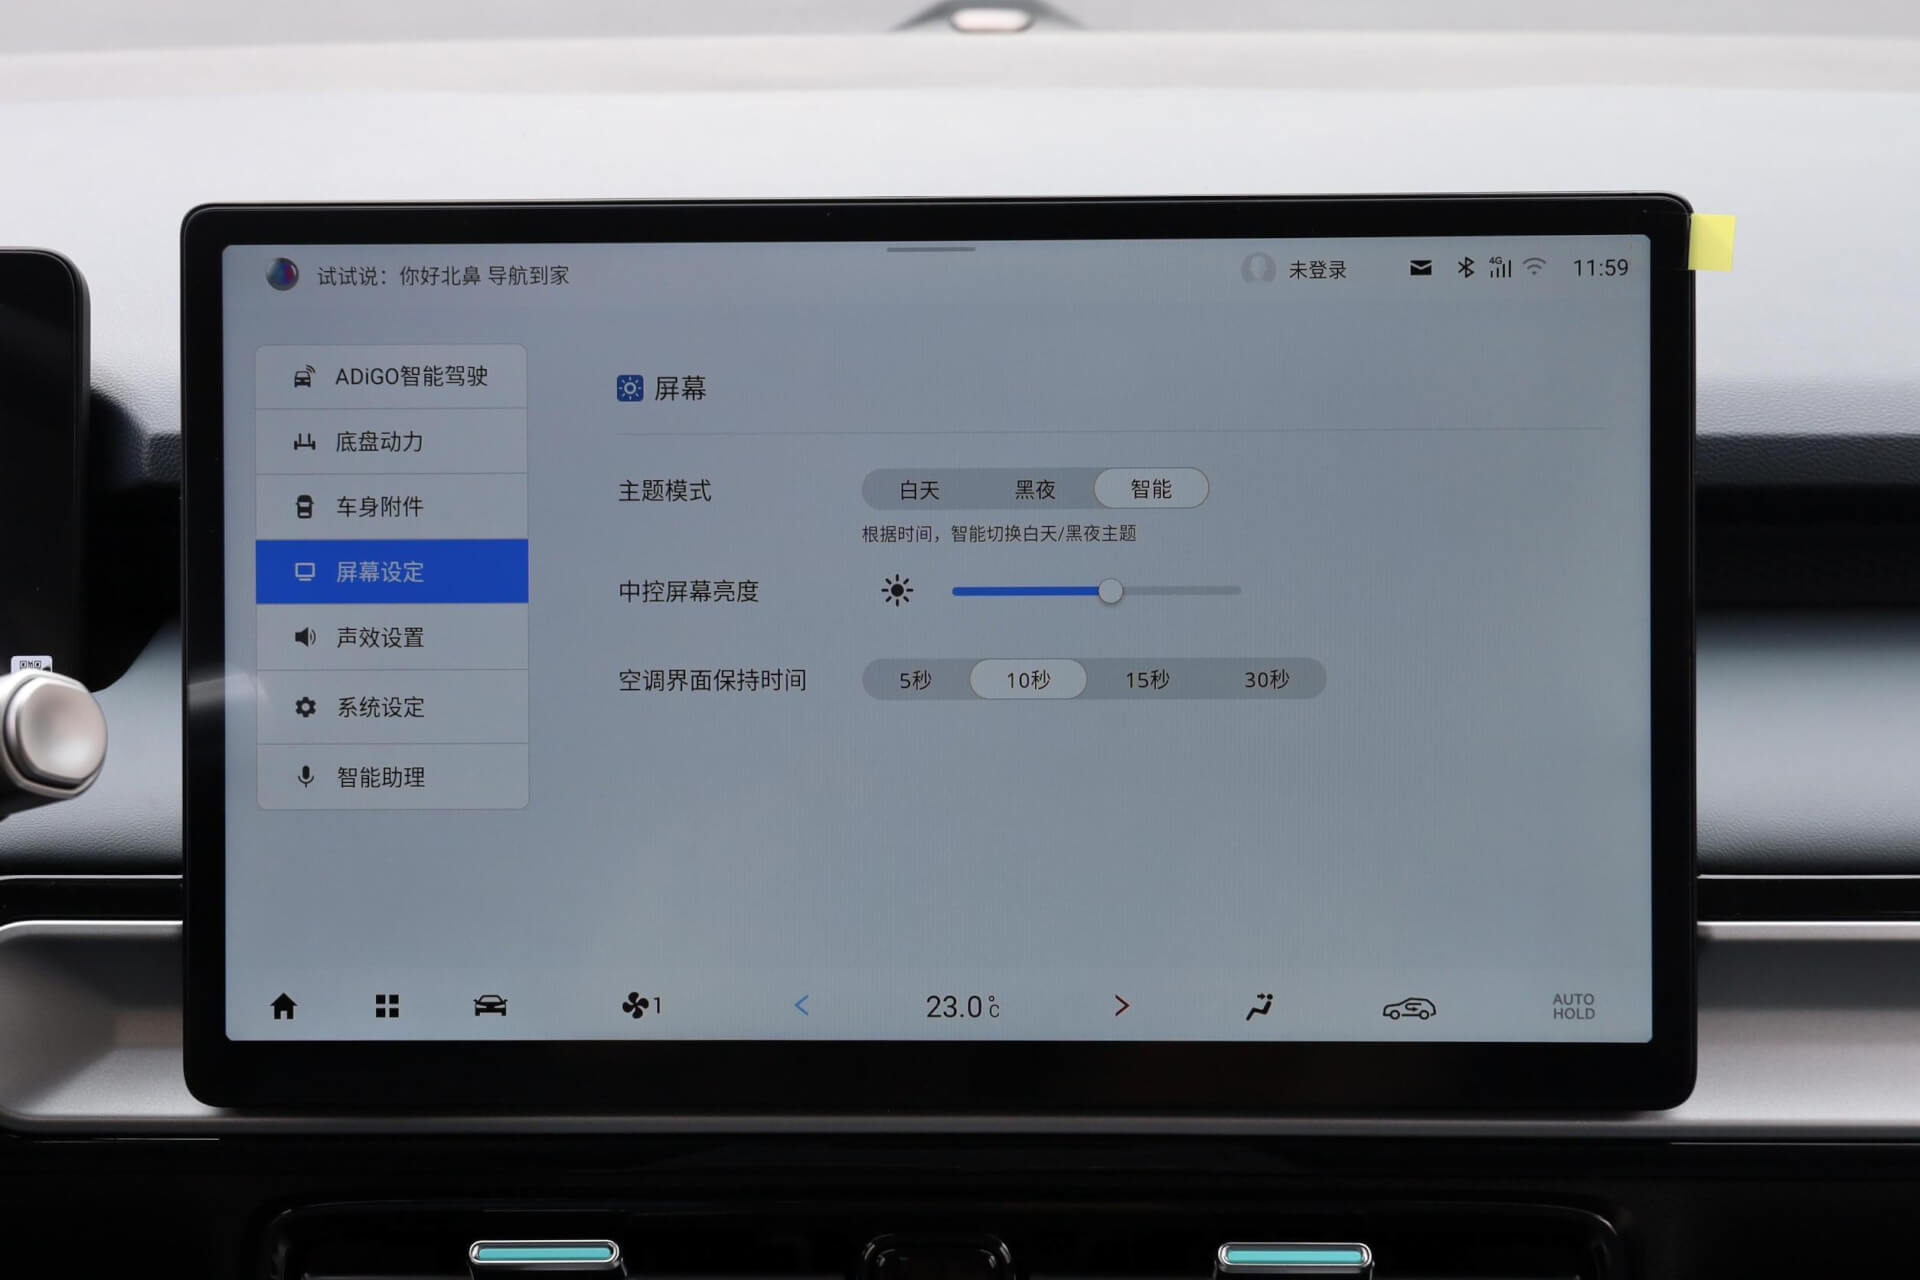 试试说：你好北鼻 导航到家
未登录
4G
11:59
ADiGO智能驾驶
底盘动力
车身附件
屏幕设定
声效设置
系统设定
智能助理
屏幕
主题模式 白天 黑夜 智能
根据时间，智能切换白天/黑夜主题
中控屏幕亮度
空调界面保持时间 5秒 10秒 15秒 30秒
1
23.0℃
AUTO
HOLD